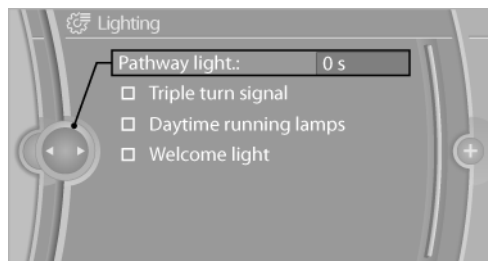 Lighting
Pathway light.: 0 s
Triple turn signal
Daytime running lamps
Welcome light